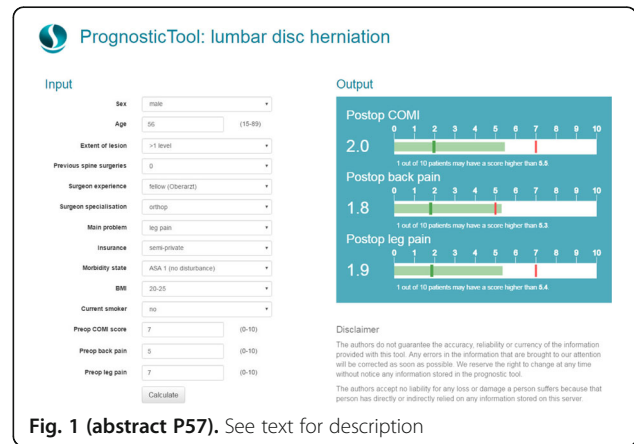 PrognosticTool: lumbar disc herniation
Input
Sex male
Age 56 (15-89)
Extent of lesion >1 level
Previous spine surgeries 0
Surgeon experience fellow (Oberarzt)
Surgeon specialisation orthop
Main problem leg pain
Insurance semi-private
Morbidity state ASA 1 (no disturbance)
BMI 20-25
Current smoker no
Preop COMI score 7 (0-10)
Preop back pain 5 (0-10)
Preop leg pain 7 (0-10)
Calculate
Output
Postop COMI
0 1 2 3 4 5 6 7 8 9 10
2.0
1 out of 10 patients may have a score higher than 5.5.
Postop back pain
0 1 2 3 4 5 6 7 8 9 10
1.8
1 out of 10 patients may have a score higher than 5.3.
Postop leg pain
0 1 2 3 4 5 6 7 8 9 10
1.9
1 out of 10 patients may have a score higher than 5.4
Disclaimer
The authors do not guarantee the accuracy, reliability or currency of the information
provided with this tool. Any errors in the information that are brought to our attention
will be corrected as soon as possible. We reserve the right to change at any time
without notice any information stored in the prognostic tool.
The authors accept no liability for any loss or damage a person suffers because that
person has directly or indirectly relied on any information stored on this server.
Fig. 1 (abstract P57). See text for description